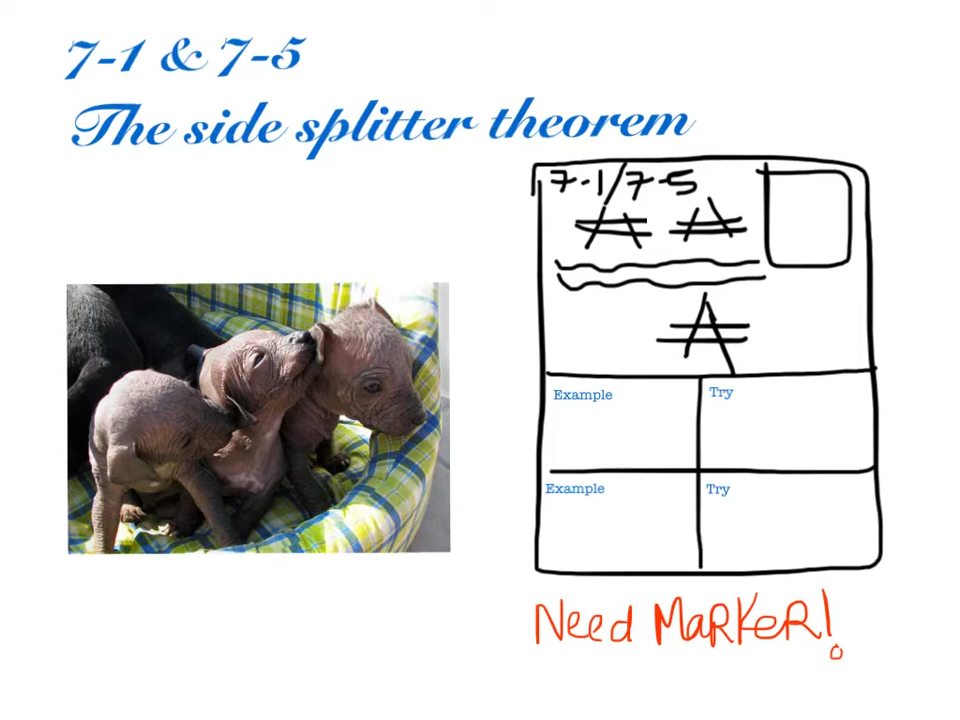 7-1 & 7-5
The side splitter theorem
7-1/7-5
Example
Try
Example
Try
Need MaRKeR!